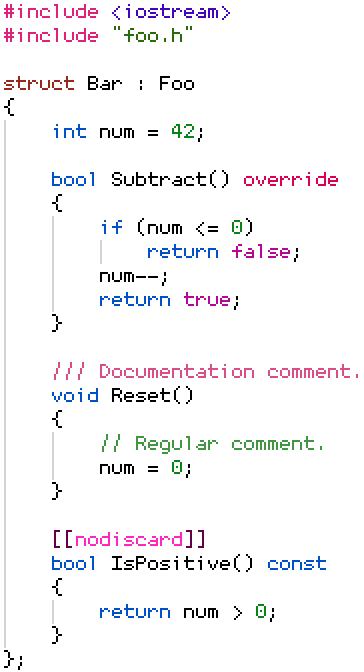 #include <iostream>
#include "foo.h"

struct Bar : Foo
{
    int num = 42;

    bool Subtract() override
    {
        if (num <= 0)
            return false;
        num--;
        return true;
    }

    /// Documentation comment.
    void Reset()
    {
        // Regular comment.
        num = 0;
    }

    [[nodiscard]]
    bool IsPositive() const
    {
        return num > 0;
    }
};